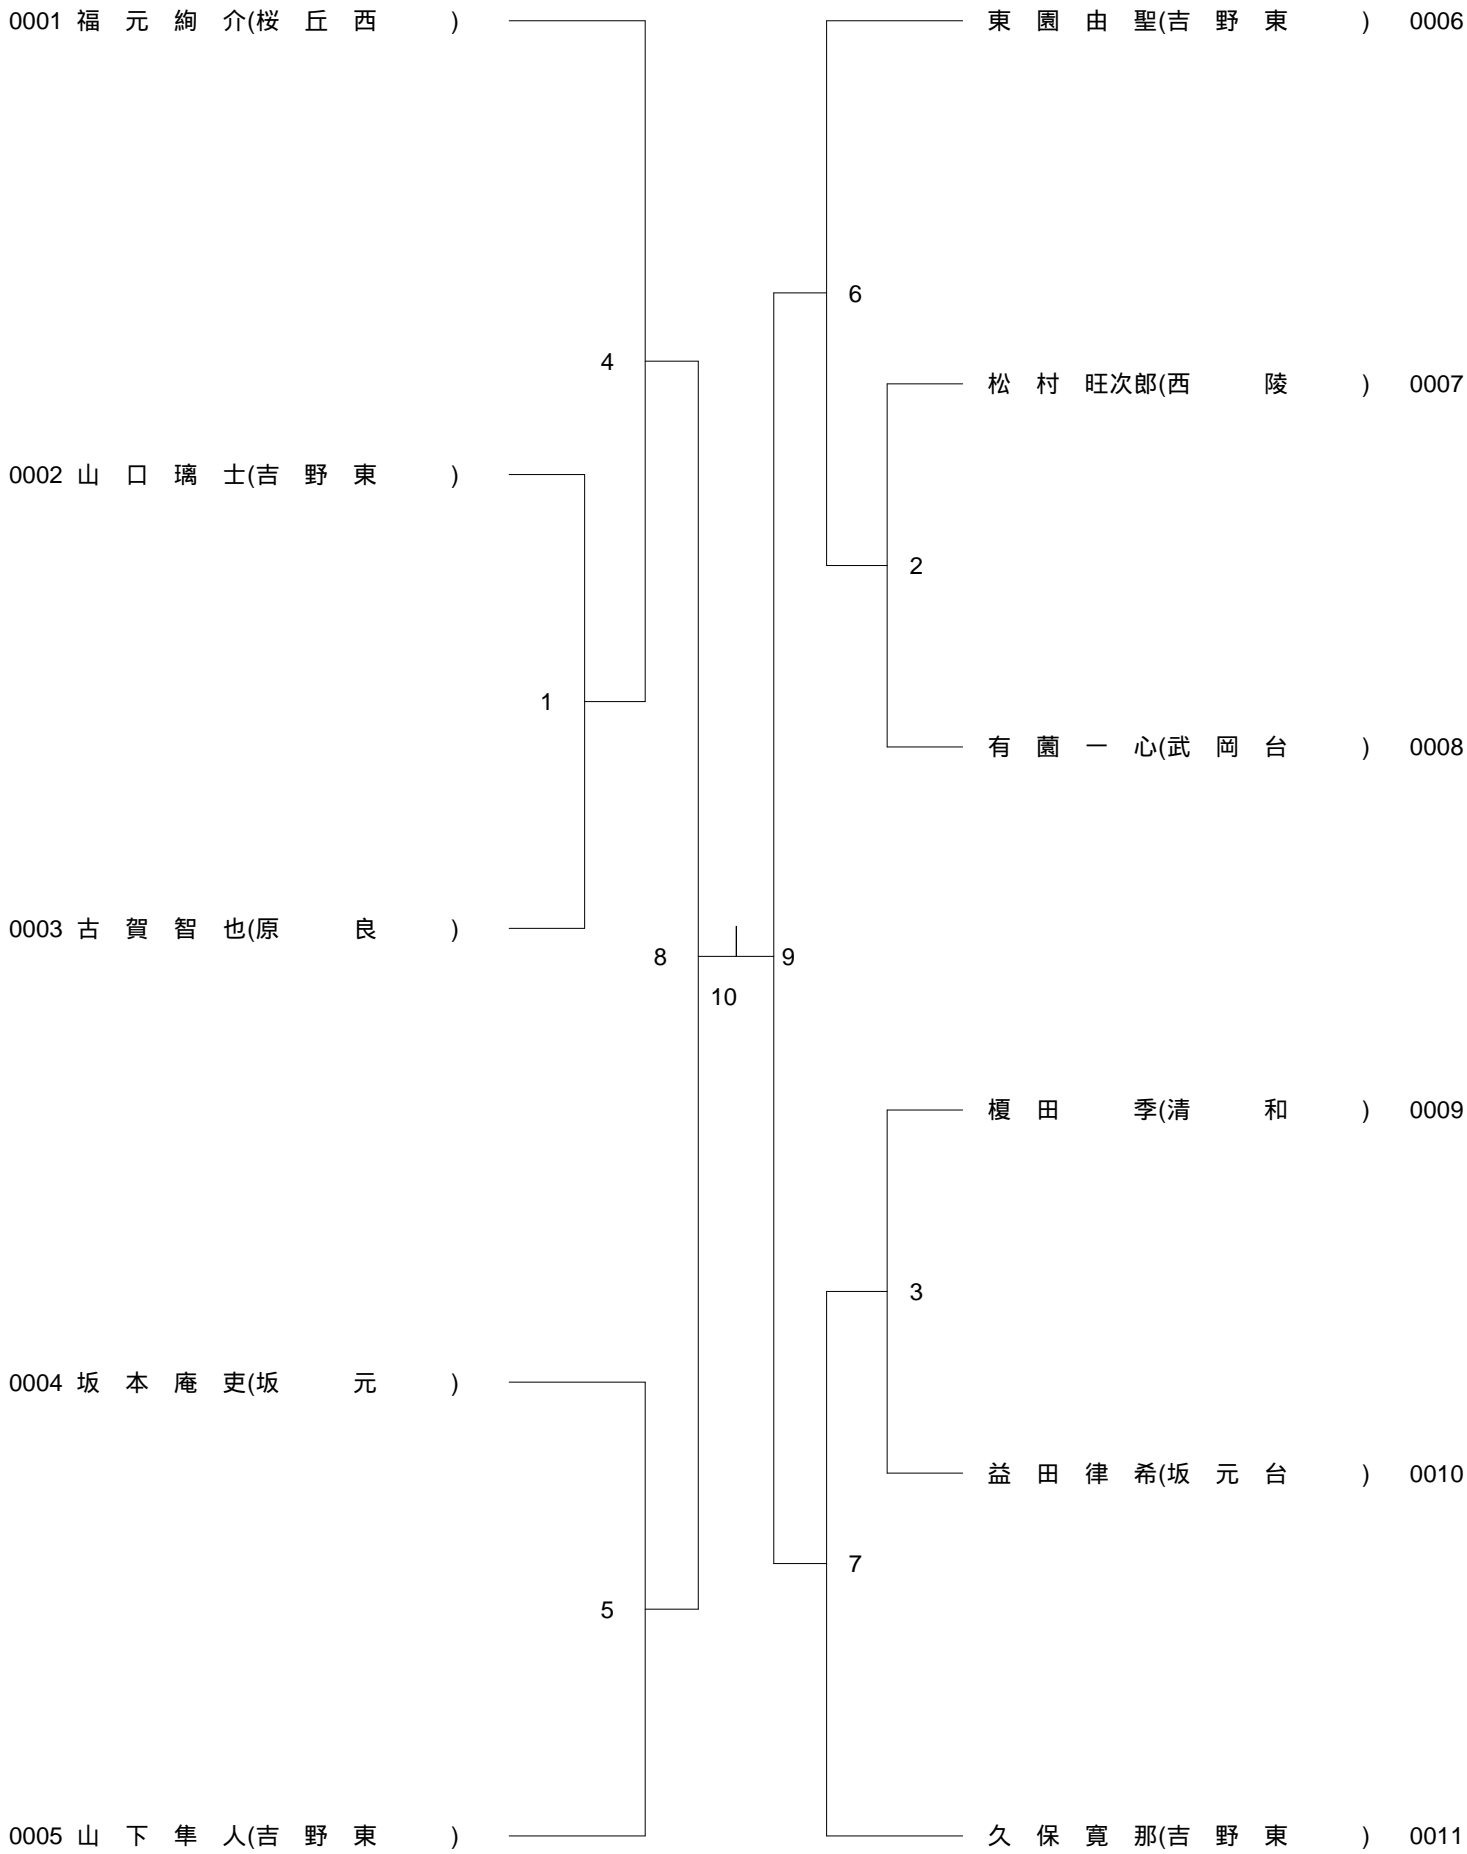 0001 福 元 絢 介(桜 丘 西 )
東 園 由 聖(吉 野 東 ) 0006
6
4
松 村 旺次郎(西 陵 ) 0007
0002 山 口 璃 士(吉 野 東 )
2
1
有 薗 一 心(武 岡 台 ) 0008
0003 古 賀 智 也(原 良 )
8
9
10
榎 田 季(清 和 ) 0009
3
0004 坂 本 庵 吏(坂 元 )
益 田 律 希(坂 元 台 ) 0010
7
5
0005 山 下 隼 人(吉 野 東 )
久 保 寛 那(吉 野 東 ) 0011